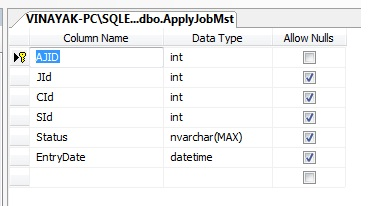 VINAYAK-PC\SQLE...dbo.ApplyJobMst
Column Name Data Type Allow Nulls
AJID int
JId int
CId int
SId int
Status nvarchar(MAX)
EntryDate datetime